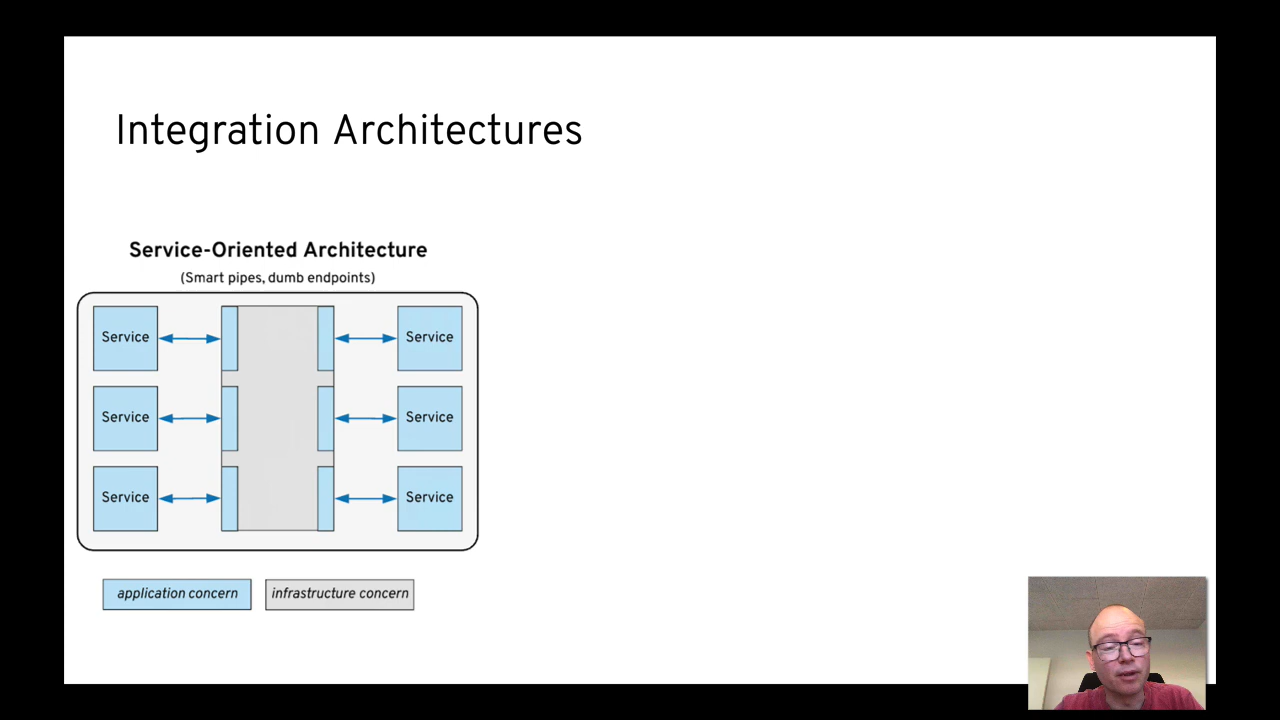 Integration Architectures
Service-Oriented Architecture
(Smart pipes, dumb endpoints)
Service
Service
Service
Service
Service
Service
application concern
infrastructure concern